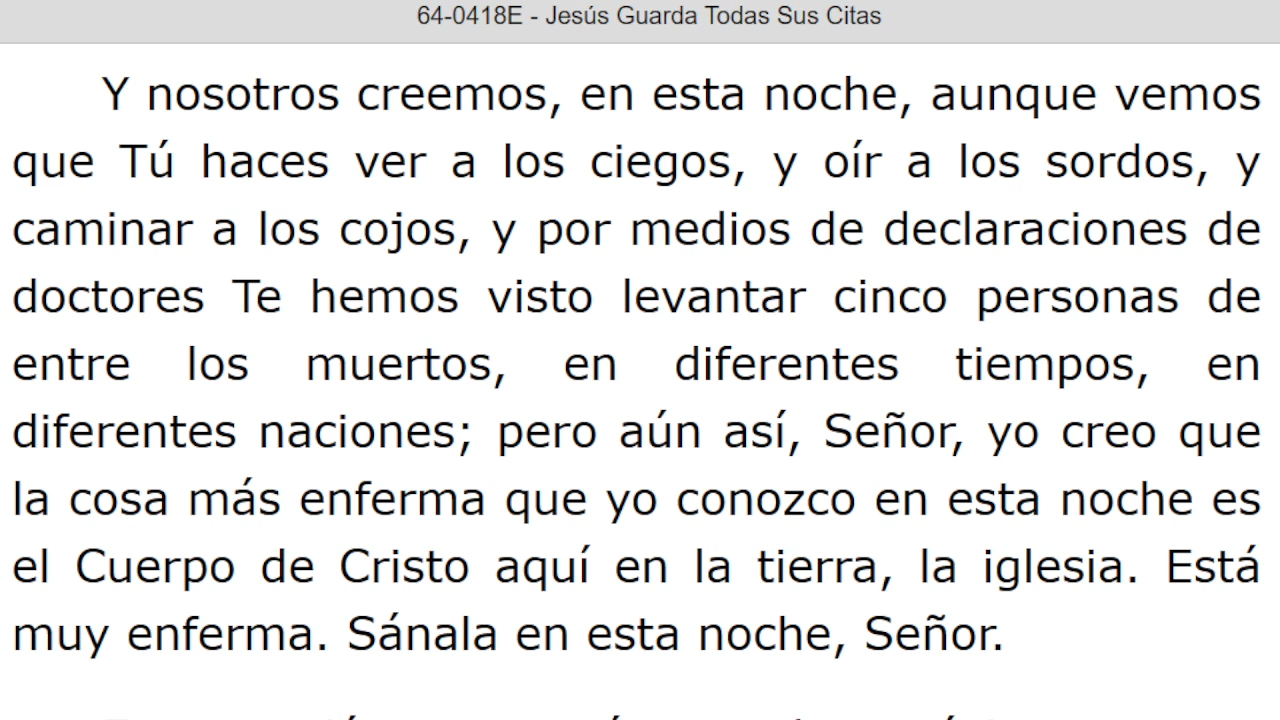 64-0418E - Jesús Guarda Todas Sus Citas
Y nosotros creemos, en esta noche, aunque vemos
que Tú haces ver a los ciegos, y oír a los sordos, y
caminar a los cojos, y por medios de declaraciones de
doctores Te hemos visto levantar cinco personas de
entre los muertos, en diferentes tiempos, en
diferentes naciones; pero aún así, Señor, yo creo que
la cosa más enferma que yo conozco en esta noche es
el Cuerpo de Cristo aquí en la tierra, la iglesia. Está
muy enferma. Sánala en esta noche, Señor.